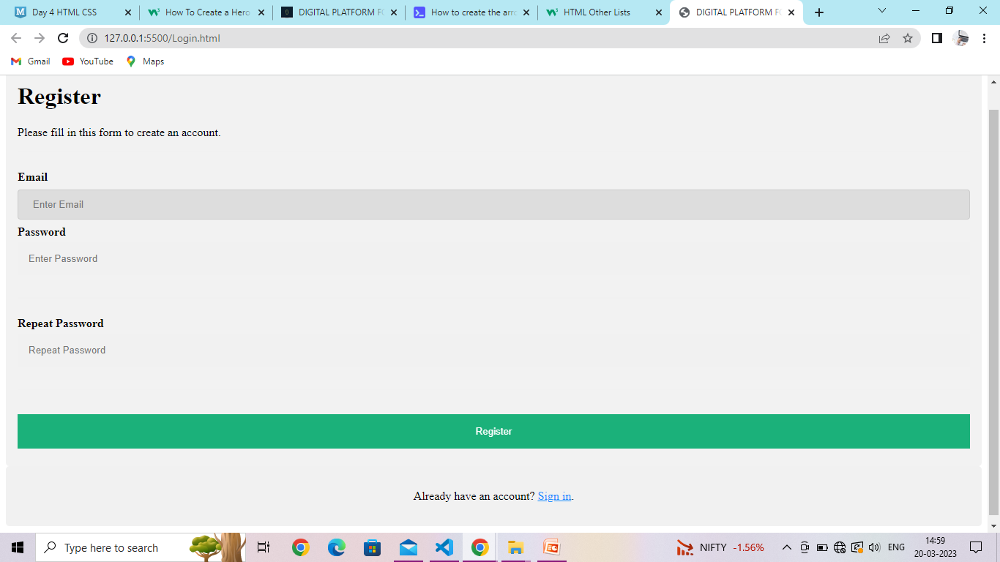 Day 4 HTML CSS
How To Create a Hero
DIGITAL PLATFORM FO
How to create the arro
HTML Other Lists
DIGITAL PLATFORM FO
127.0.0.1:5500/Login.html
Gmail
YouTube
Maps
Register
Please fill in this form to create an account.
Email
Enter Email
Password
Enter Password
Repeat Password
Repeat Password
Register
Already have an account? Sign in.
Type here to search
NIFTY -1.56%
ENG
14:59
20-03-2023